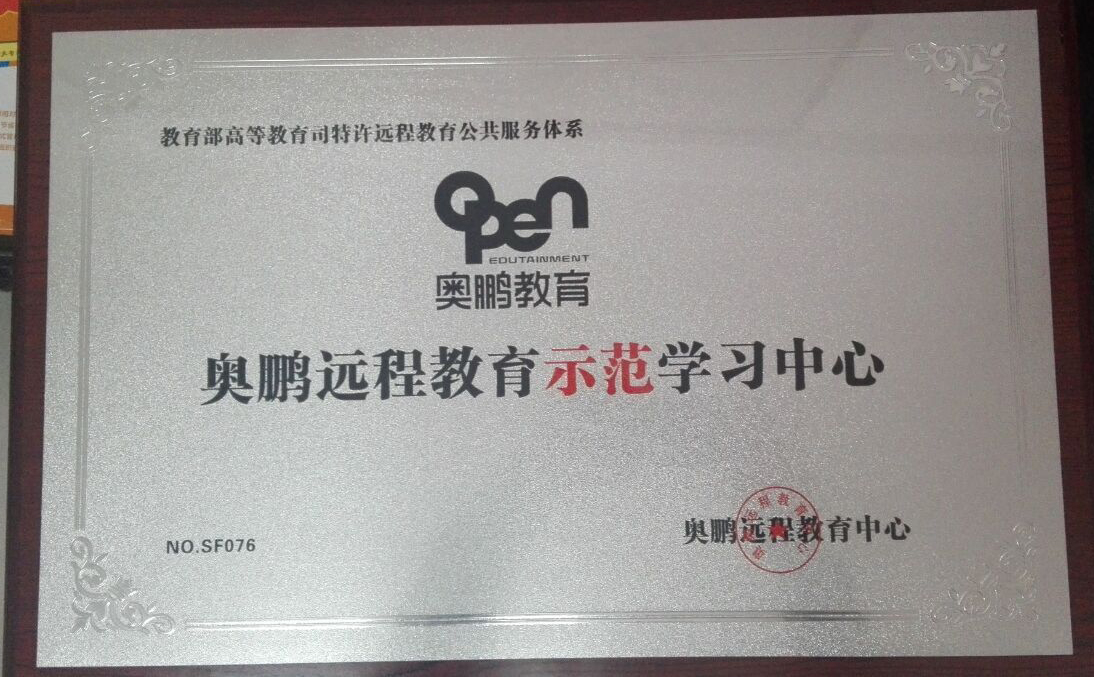 教育部高等教育司特许远程教育公共服务体系
Open
EDUTAINMENT
奥鹏教育
奥鹏远程教育示范学习中心
NO.SF076
奥鹏远程教育中心